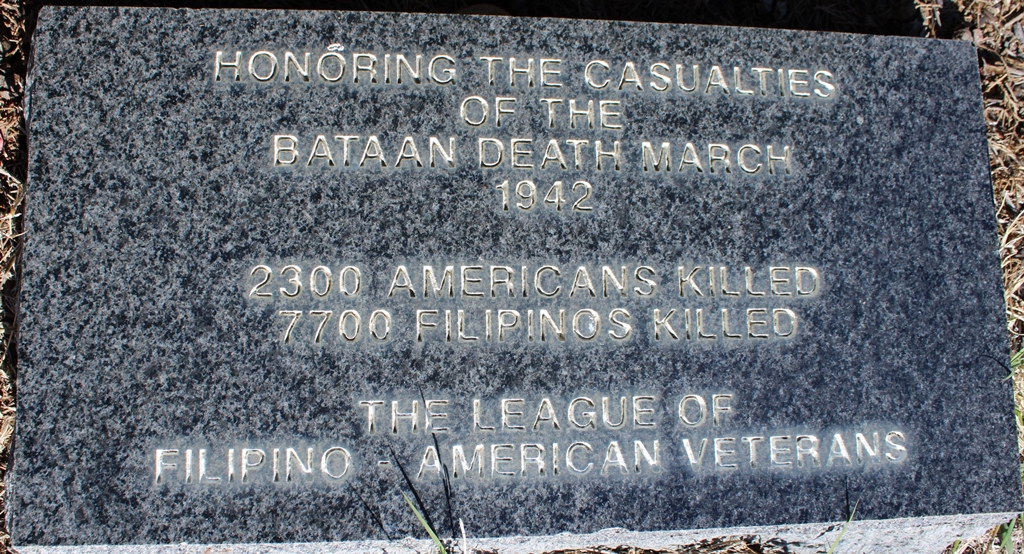 HONORING THE CASUALTIES
OF THE
BATAAN DEATH MARCH
1942
2300 AMERICANS KILLED
7700 FILIPINOS KILLED
THE LEAGUE OF
FILIPINO - AMERICAN VETERANS